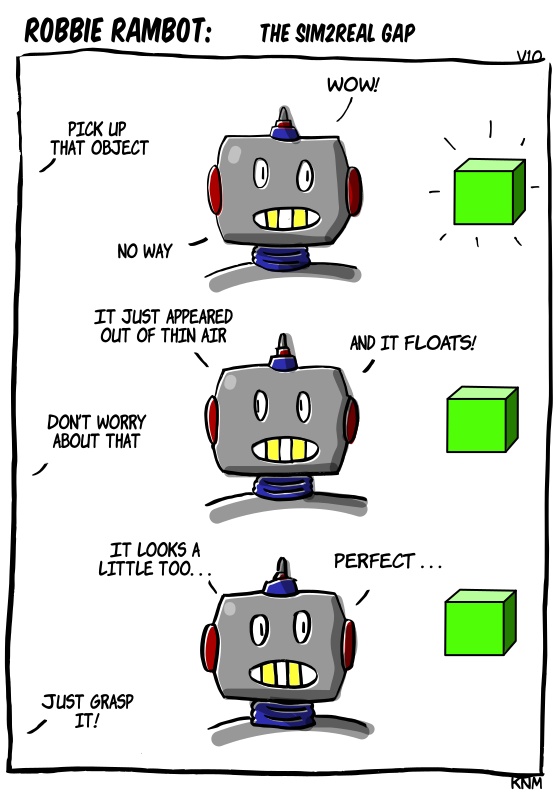 ROBBIE RAMBOT: THE SIM2REAL GAP
V10
WOW!
PICK UP
THAT OBJECT
NO WAY
IT JUST APPEARED
OUT OF THIN AIR
AND IT FLOATS!
DON'T WORRY
ABOUT THAT
IT LOOKS A
LITTLE TOO...
PERFECT ...
JUST GRASP
IT!
KNM